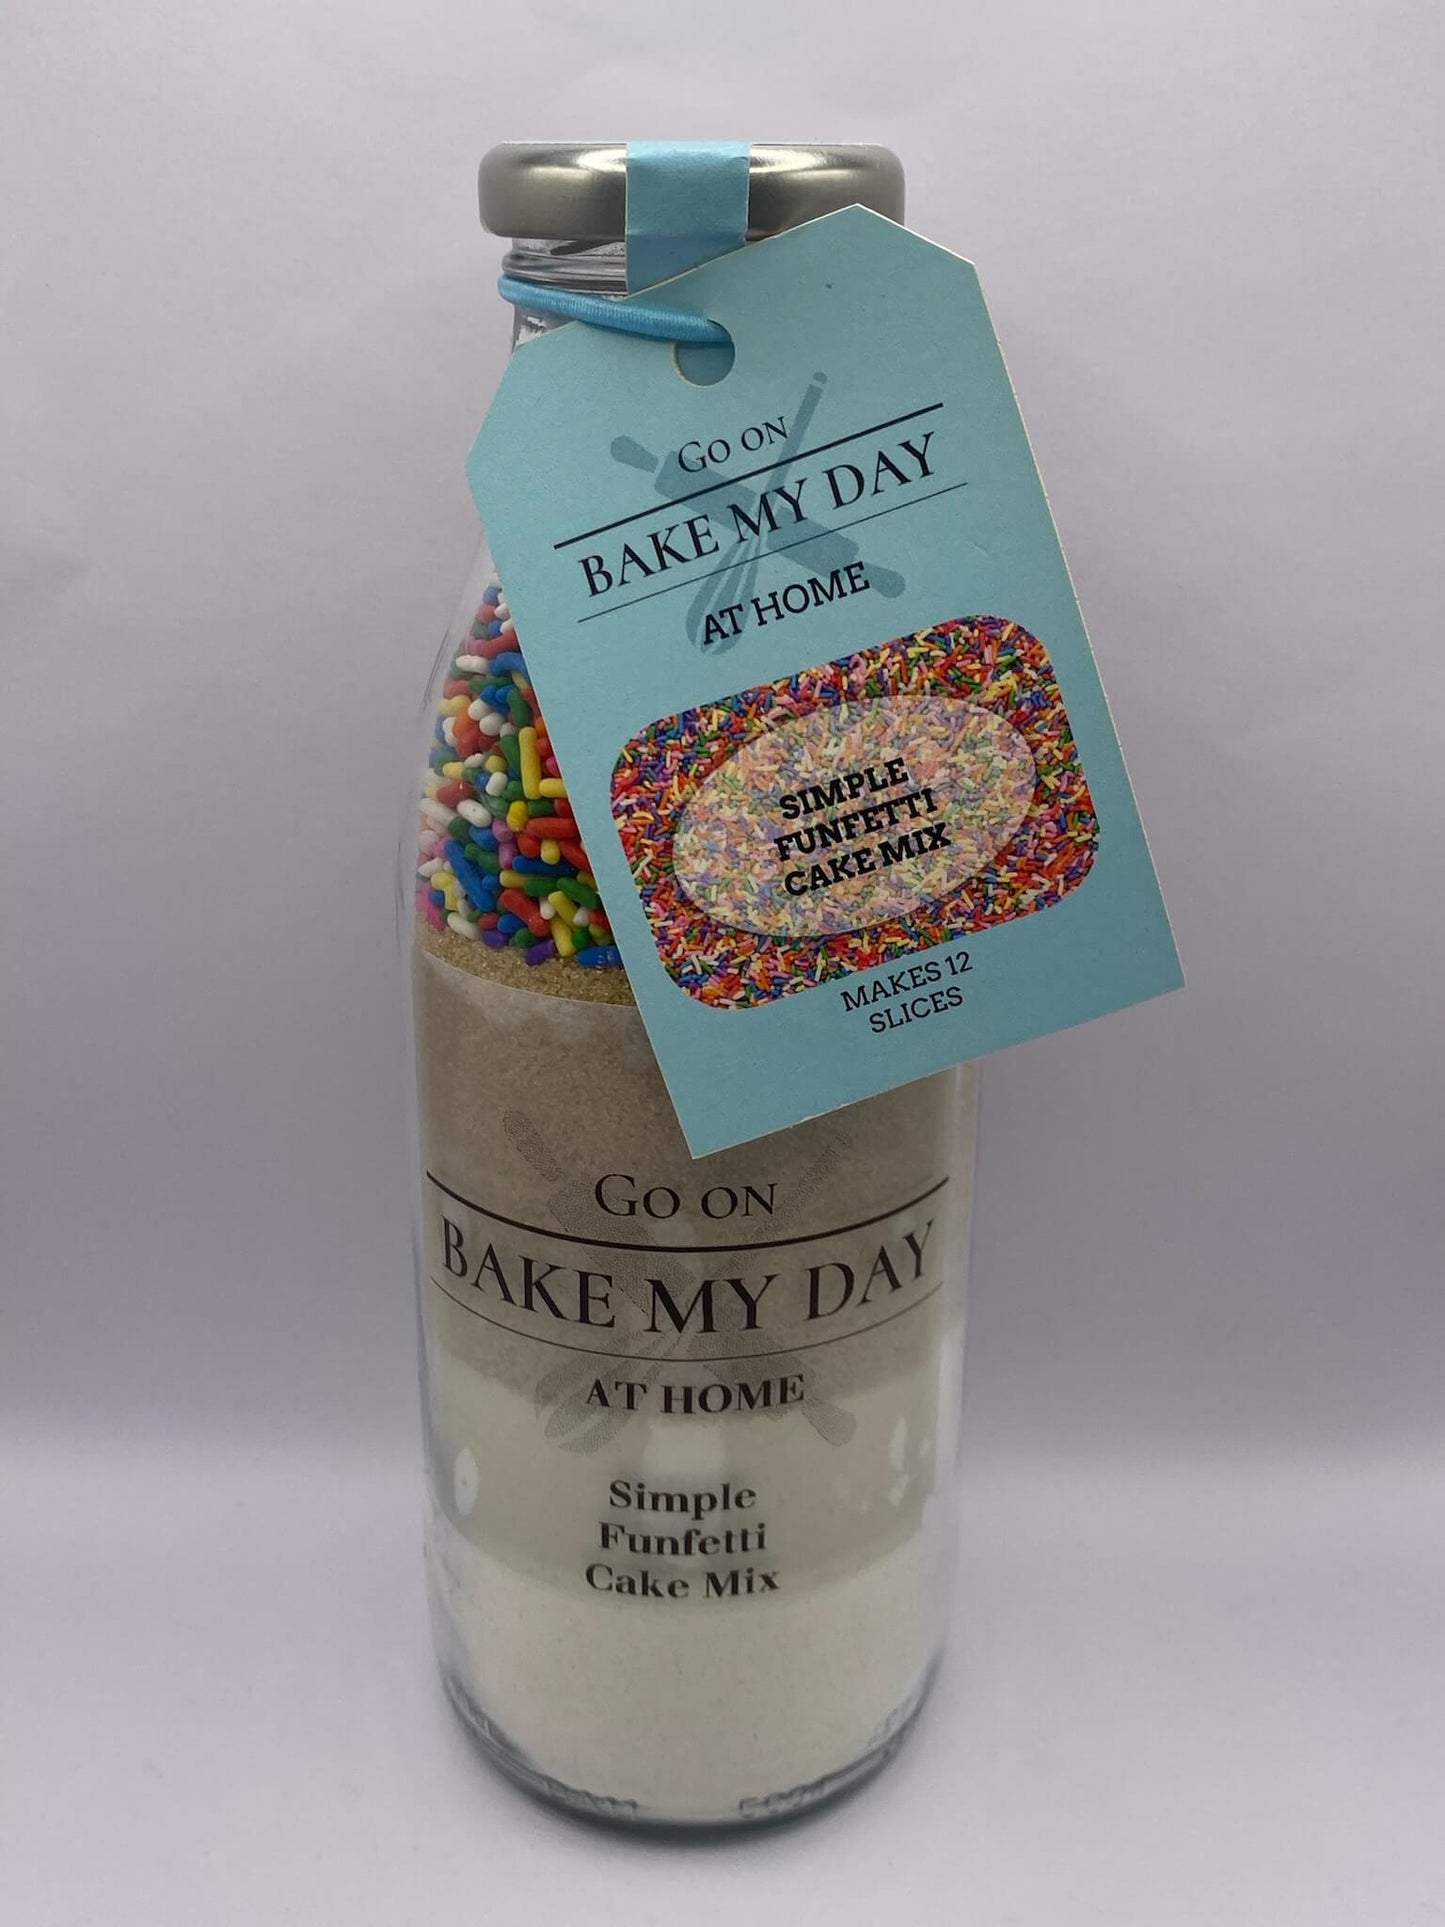 GO ON
BAKE MY DAY
AT HOME
SIMPLE
FUNFETTI
CAKE MIX
MAKES 12
SLICES
GO ON
BAKE MY DAY
AT HOME
Simple
Funfetti
Cake Mix